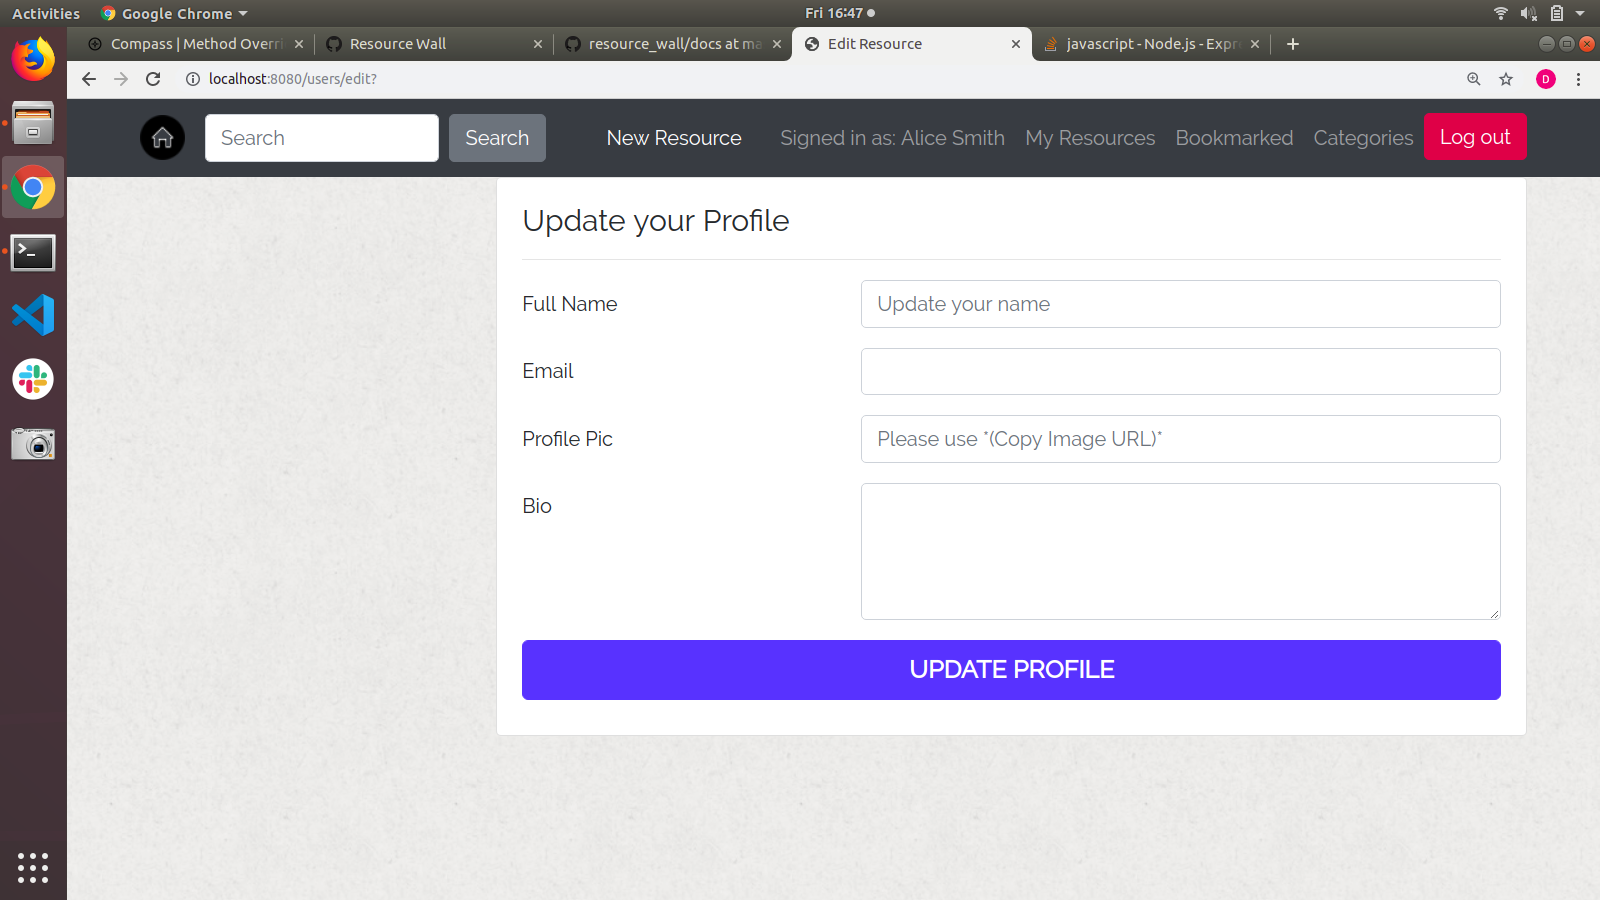 Activities
Google Chrome
Fri 16:47
Compass | Method Overri
Resource Wall
resource_wall/docs at ma
Edit Resource
javascript - Node.js - Expr
localhost:8080/users/edit?
D
Search
Search
New Resource
Signed in as: Alice Smith
My Resources
Bookmarked
Categories
Log out
Update your Profile
Full Name
Update your name
Email
Profile Pic
Please use *(Copy Image URL)*
Bio
UPDATE PROFILE